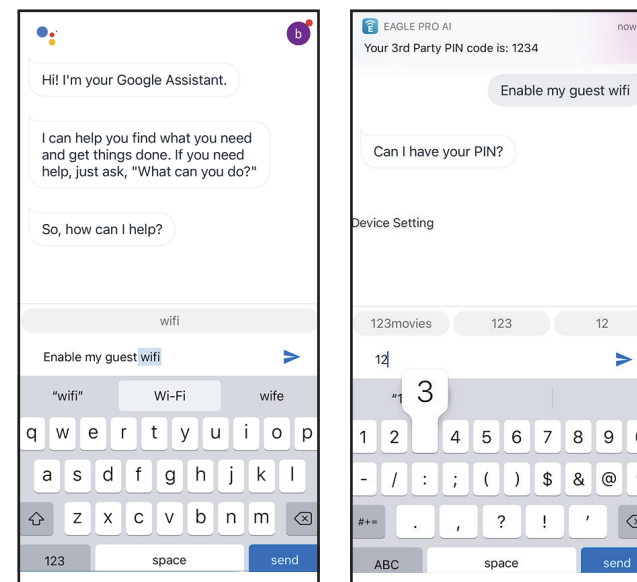 b
Hi! I'm your Google Assistant.
I can help you find what you need
and get things done. If you need
help, just ask, "What can you do?"
So, how can I help?
wifi
Enable my guest wifi
"wifi"
Wi-Fi
wife
q w e r t y u i o p
a s d f g h j k l
z x c v b n m
123
space
send
EAGLE PRO AI
now
Your 3rd Party PIN code is: 1234
Enable my guest wifi
Can I have your PIN?
Device Setting
123movies
123
12
12
"1
3
1 2 4 5 6 7 8 9
- / : ; ( ) $ & @
#+= . , ? ! '
ABC
space
send